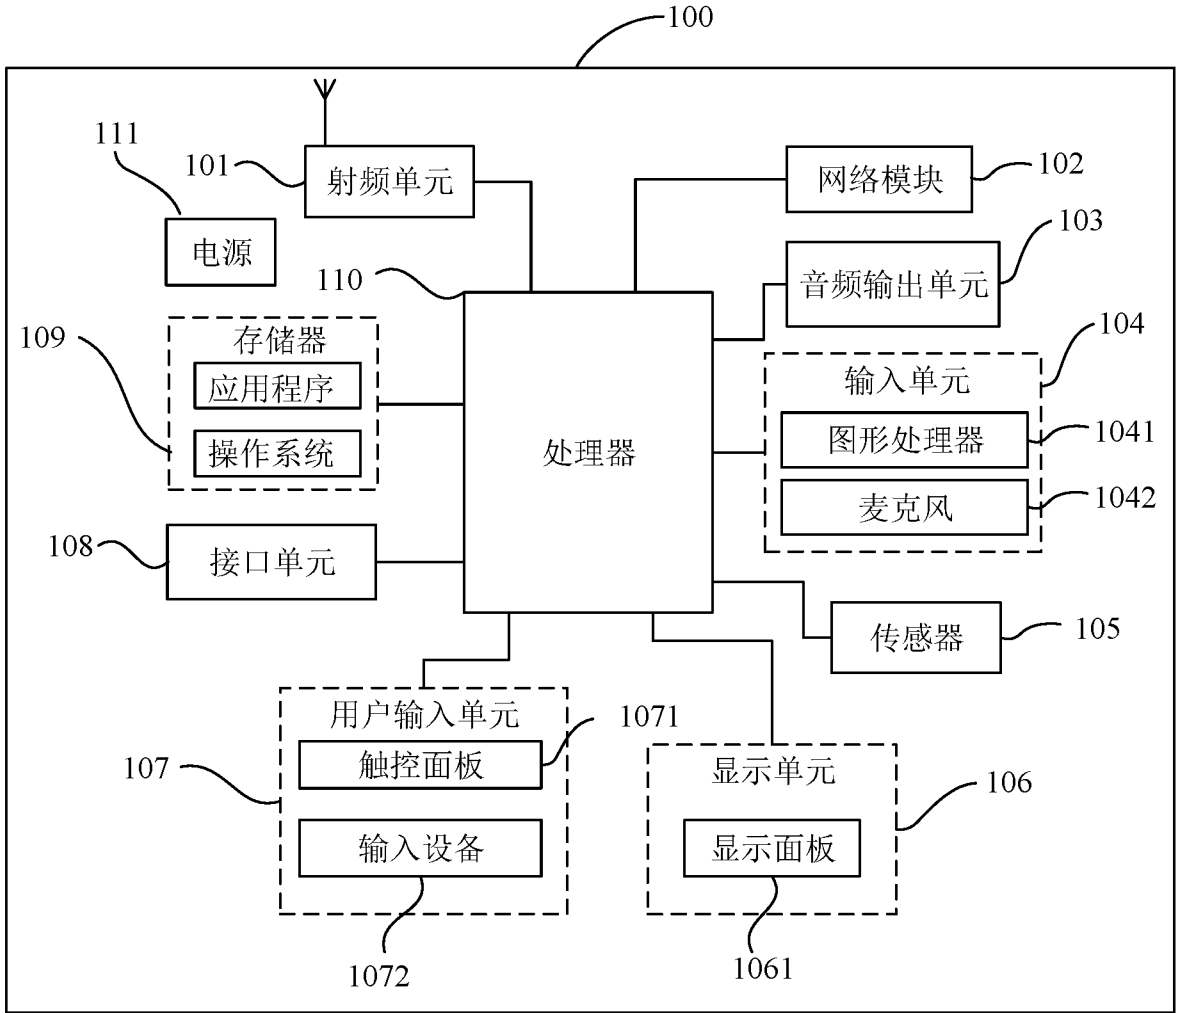 100
111
101
射频单元
网络模块
102
电源
110
音频输出单元
103
109
存储器
应用程序
操作系统
处理器
输入单元
104
图形处理器
1041
麦克风
1042
108
接口单元
传感器
105
107
用户输入单元
1071
触控面板
输入设备
1072
显示单元
106
显示面板
1061